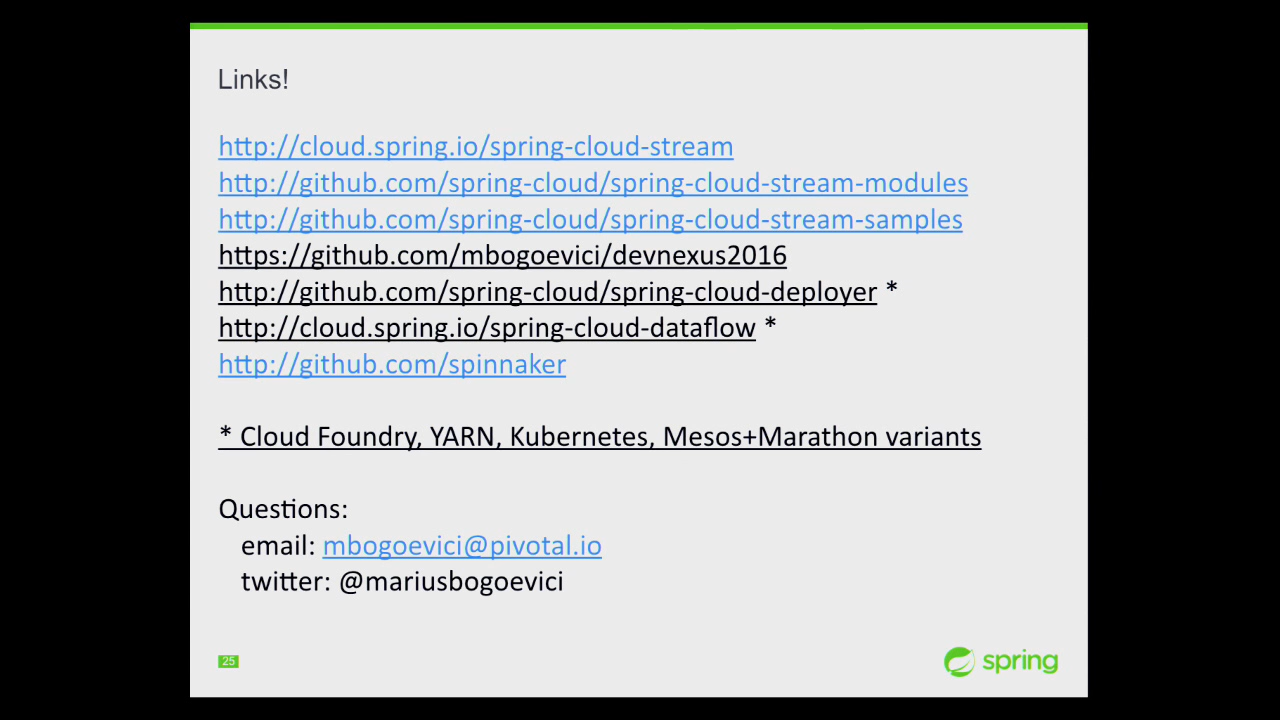 Links!
http://cloud.spring.io/spring-cloud-stream
http://github.com/spring-cloud/spring-cloud-stream-modules
http://github.com/spring-cloud/spring-cloud-stream-samples
https://github.com/mbogoevici/devnexus2016
http://github.com/spring-cloud/spring-cloud-deployer *
http://cloud.spring.io/spring-cloud-dataflow *
http://github.com/spinnaker
* Cloud Foundry, YARN, Kubernetes, Mesos+Marathon variants
Questions:
email: mbogoevici@pivotal.io
twitter: @mariusbogoevici
25
spring